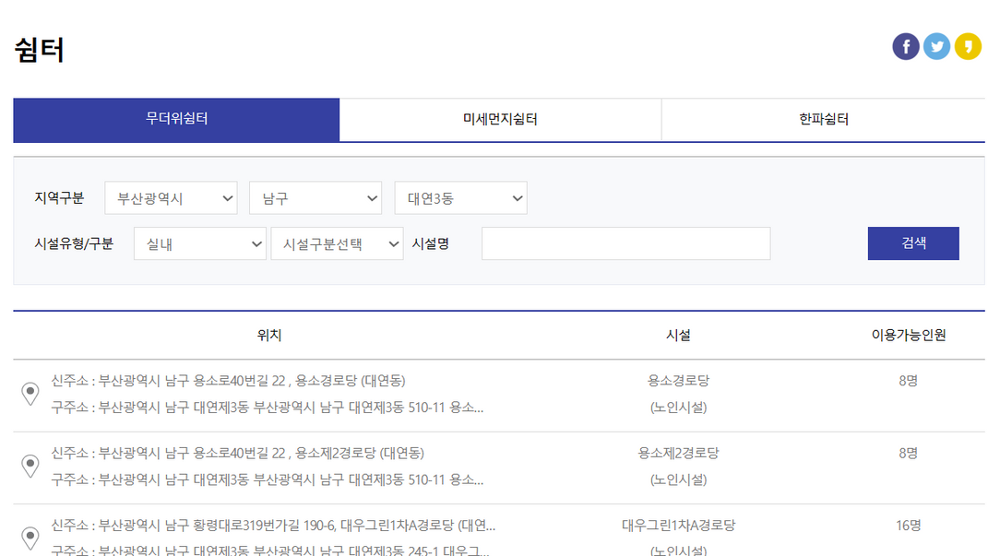 쉼터
무더위쉼터 미세먼지쉼터 한파쉼터
지역구분 부산광역시 남구 대연3동
시설유형/구분 실내 시설구분선택 시설명 검색
위치 시설 이용가능인원
신주소 : 부산광역시 남구 용소로40번길 22 , 용소경로당 (대연동) 용소경로당 8명
구주소 : 부산광역시 남구 대연제3동 부산광역시 남구 대연제3동 510-11 용소... (노인시설)
신주소 : 부산광역시 남구 용소로40번길 22 , 용소제2경로당 (대연동) 용소제2경로당 8명
구주소 : 부산광역시 남구 대연제3동 부산광역시 남구 대연제3동 510-11 용소... (노인시설)
신주소 : 부산광역시 남구 황령대로319번가길 190-6, 대우그린1차A경로당 (대연... 대우그린1차A경로당 16명
구주소 : 부산광역시 남구 대연제3동 부산광역시 남구 대연제3동 245-1 대우그... (노인시설)